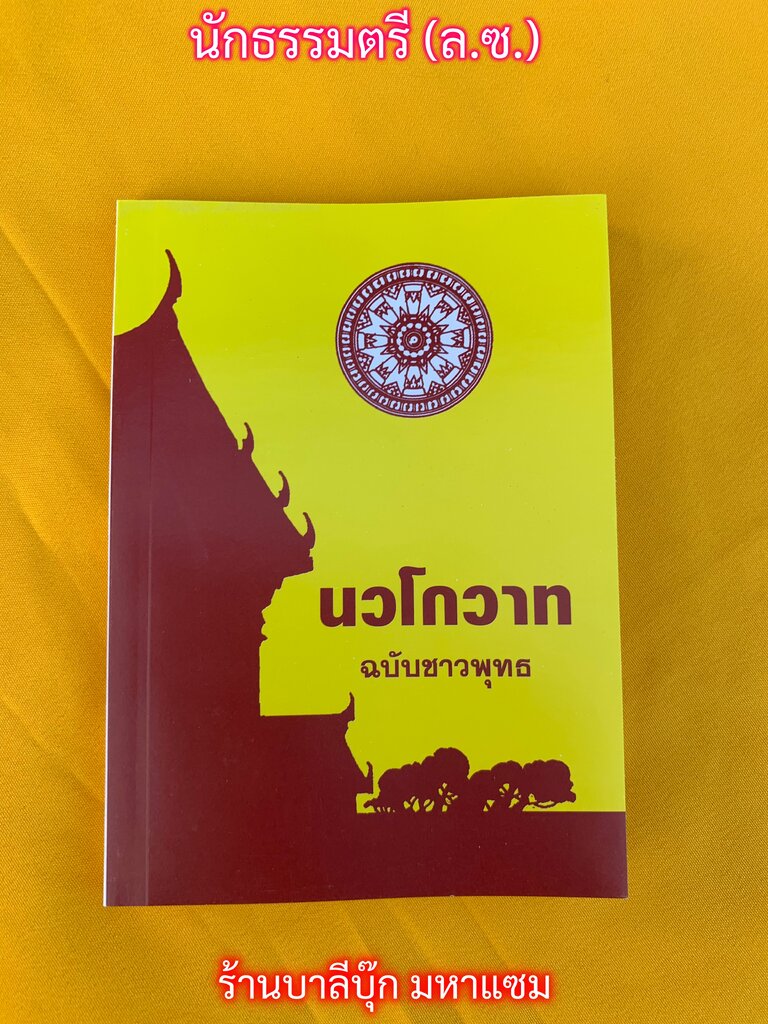 นักธรรมตรี (ล.ซ.)
นวโกวาท
ฉบับชาวพุทธ
ร้านบาลีบุ๊ก มหาแซม